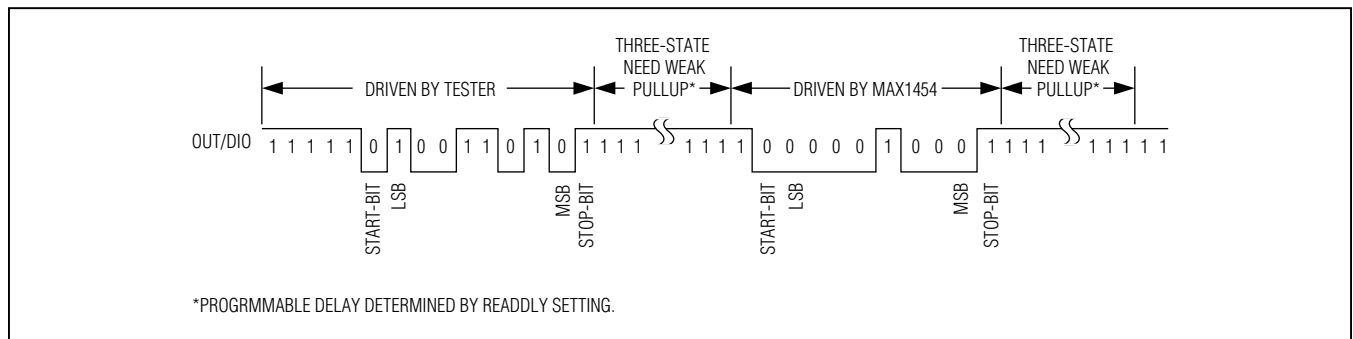 THREE-STATE
NEED WEAK
PULLUP*
THREE-STATE
NEED WEAK
PULLUP*
DRIVEN BY TESTER
DRIVEN BY MAX1454
OUT/DIO
1 1 1 1 1 0 1 0 0 1 1 0 1 0 1 1 1 1 1 1 1 1 0 0 0 0 0 1 0 0 0 1 1 1 1 1 1 1 1 1
START-BIT
LSB
MSB
STOP-BIT
START-BIT
LSB
MSB
STOP-BIT
*PROGRMMABLE DELAY DETERMINED BY READDLY SETTING.